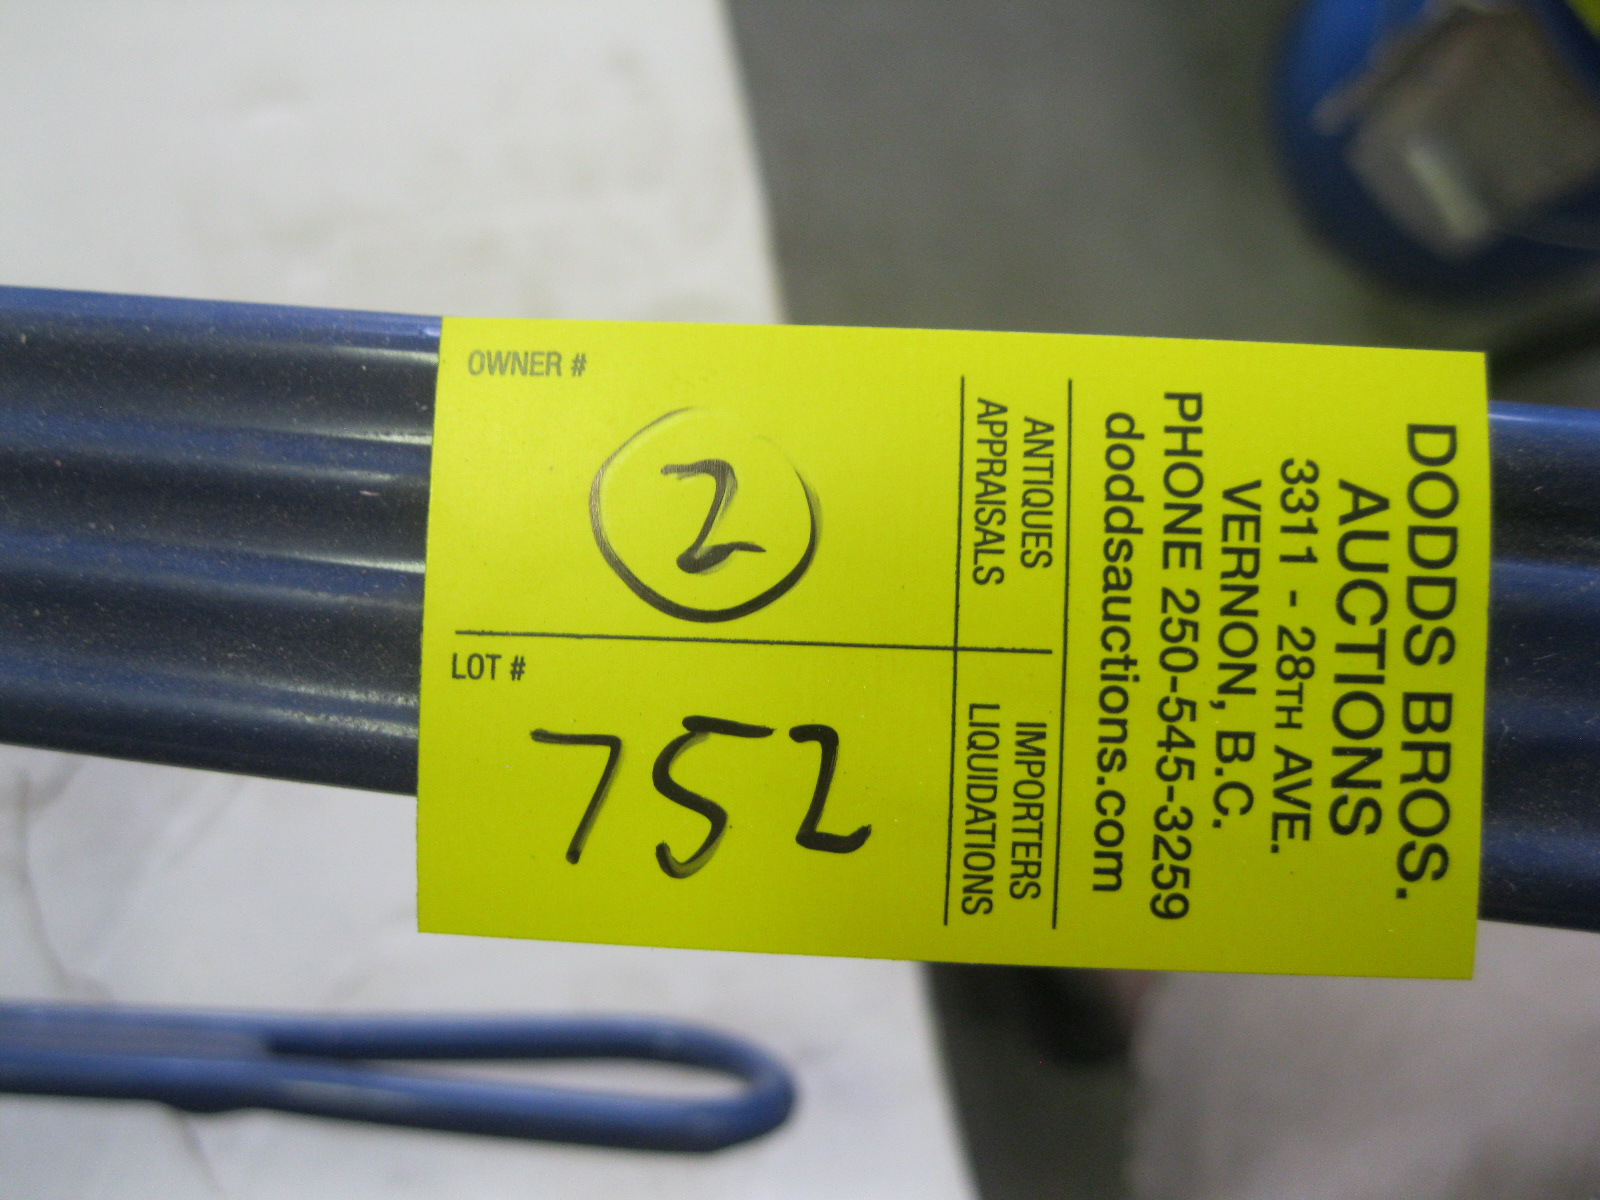 DODDS BROS.
AUCTIONS
3311 - 28TH AVE.
VERNON, B.C.
PHONE 250-545-3259
doddsauctions.com
ANTIQUES
APPRAISALS
IMPORTERS
LIQUIDATIONS
OWNER #
2
LOT #
752